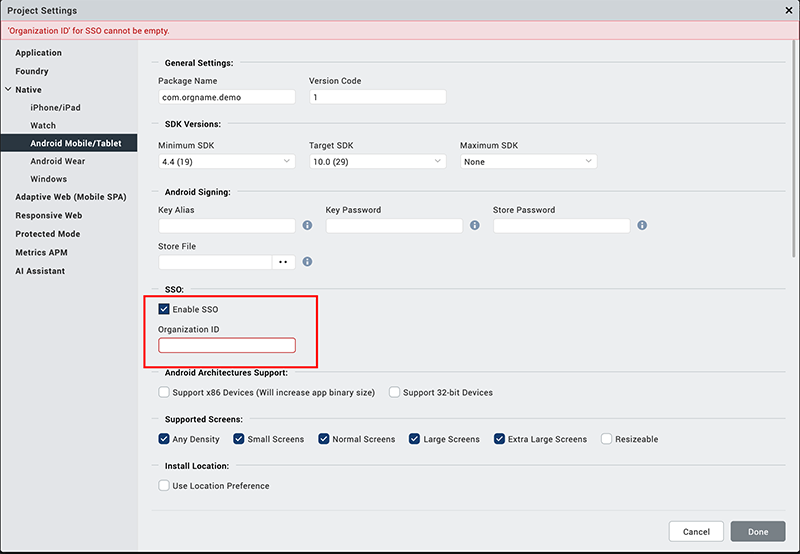 Project Settings
'Organization ID' for SSO cannot be empty.
Application
Foundry
Native
iPhone/iPad
Watch
Android Mobile/Tablet
Android Wear
Windows
Adaptive Web (Mobile SPA)
Responsive Web
Protected Mode
Metrics APM
AI Assistant
General Settings:
Package Name Version Code
com.orgname.demo 1
SDK Versions:
Minimum SDK Target SDK Maximum SDK
4.4 (19) 10.0 (29) None
Android Signing:
Key Alias Key Password Store Password
Store File
SSO:
Enable SSO
Organization ID
Android Architectures Support:
Support x86 Devices (Will increase app binary size) Support 32-bit Devices
Supported Screens:
Any Density Small Screens Normal Screens Large Screens Extra Large Screens Resizeable
Install Location:
Use Location Preference
Cancel Done